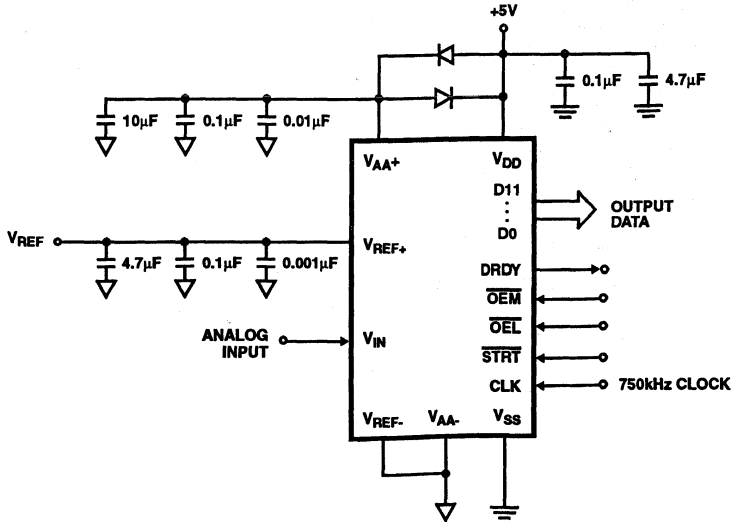 +5V
0.1µF
4.7µF
10µF
0.1µF
0.01µF
VAA+
VDD
D11
D0
OUTPUT
DATA
VREF
VREF+
4.7µF
0.1µF
0.001µF
DRDY
OEM
OEL
STRT
CLK
750kHz CLOCK
ANALOG
INPUT
VIN
VREF-
VAA-
VSS